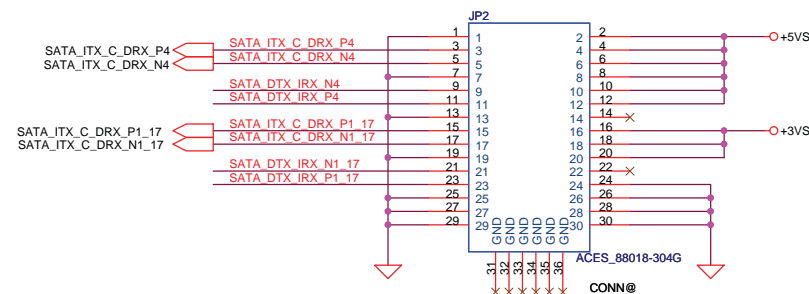 JP2
1 1 2 2 +5VS
SATA_ITX_C_DRX_P4 SATA_ITX_C_DRX_P4 3 3 4 4
SATA_ITX_C_DRX_N4 SATA_ITX_C_DRX_N4 5 5 6 6
7 7 8 8
SATA_DTX_IRX_N4 9 9 10 10
SATA_DTX_IRX_P4 11 11 12 12
13 13 14 14
SATA_ITX_C_DRX_P1_17 SATA_ITX_C_DRX_P1_17 15 15 16 16 +3VS
SATA_ITX_C_DRX_N1_17 SATA_ITX_C_DRX_N1_17 17 17 18 18
19 19 20 20
SATA_DTX_IRX_N1_17 21 21 22 22
SATA_DTX_IRX_P1_17 23 23 24 24
25 25 26 26
27 27 28 28
29 29 30 30
GND GND GND GND GND GND
31 32 33 34 35 36
ACES_88018-304G
CONN@